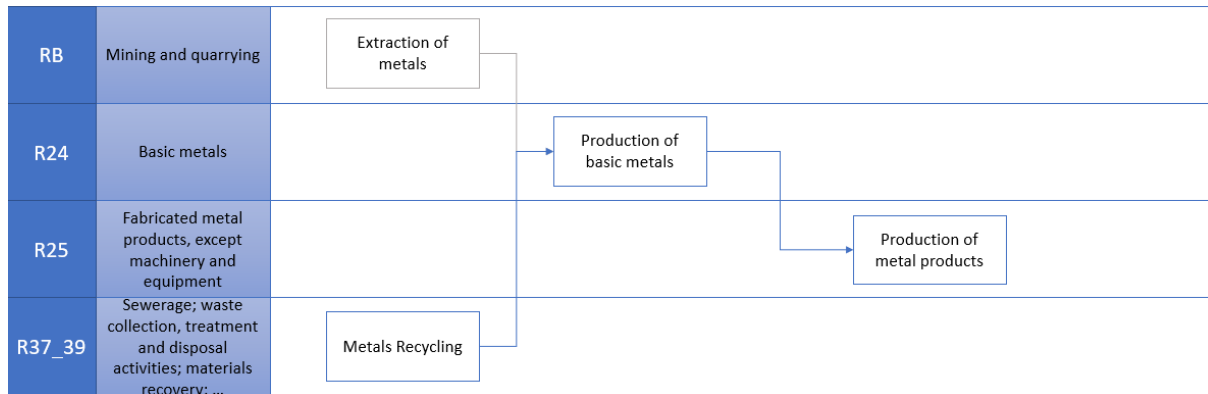 RB
Mining and quarrying
Extraction of
metals
R24
Basic metals
Production of
basic metals
R25
Fabricated metal
products, except
machinery and
equipment
Production of
metal products
R37_39
Sewerage; waste
collection, treatment
and disposal
activities; materials
recovery; ...
Metals Recycling